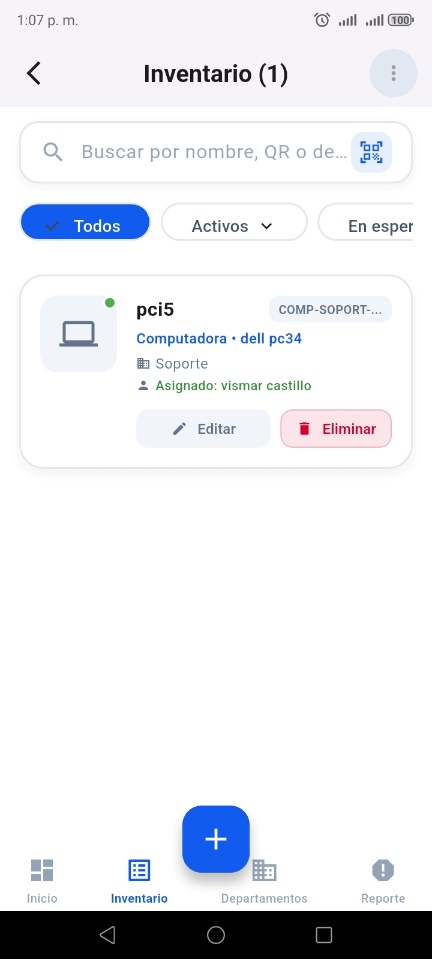 1:07 p. m.
100
Inventario (1)
Buscar por nombre, QR o de...
Todos
Activos
En esper
pci5
COMP-SOPORT-...
Computadora • dell pc34
Soporte
Asignado: vismar castillo
Editar
Eliminar
Inicio
Inventario
Departamentos
Reporte